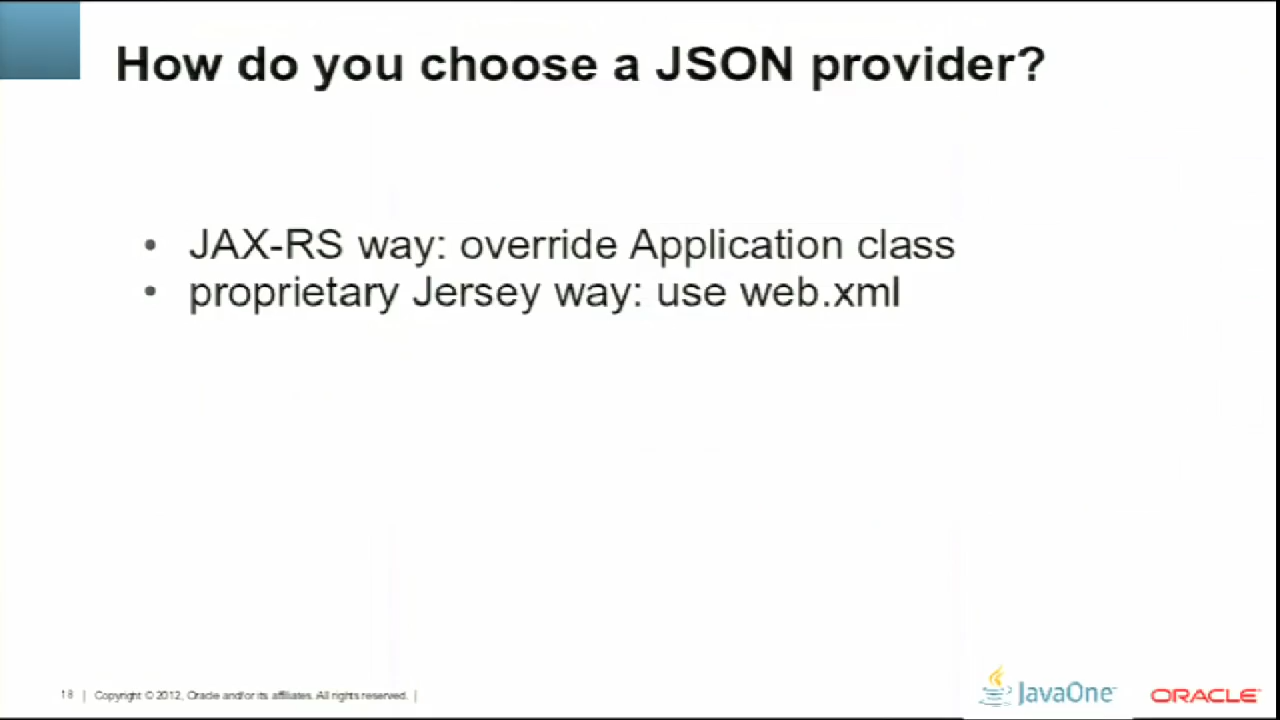 How do you choose a JSON provider?
• JAX-RS way: override Application class
• proprietary Jersey way: use web.xml
18 | Copyright © 2012, Oracle and/or its affiliates. All rights reserved. |
JavaOne™ ORACLE